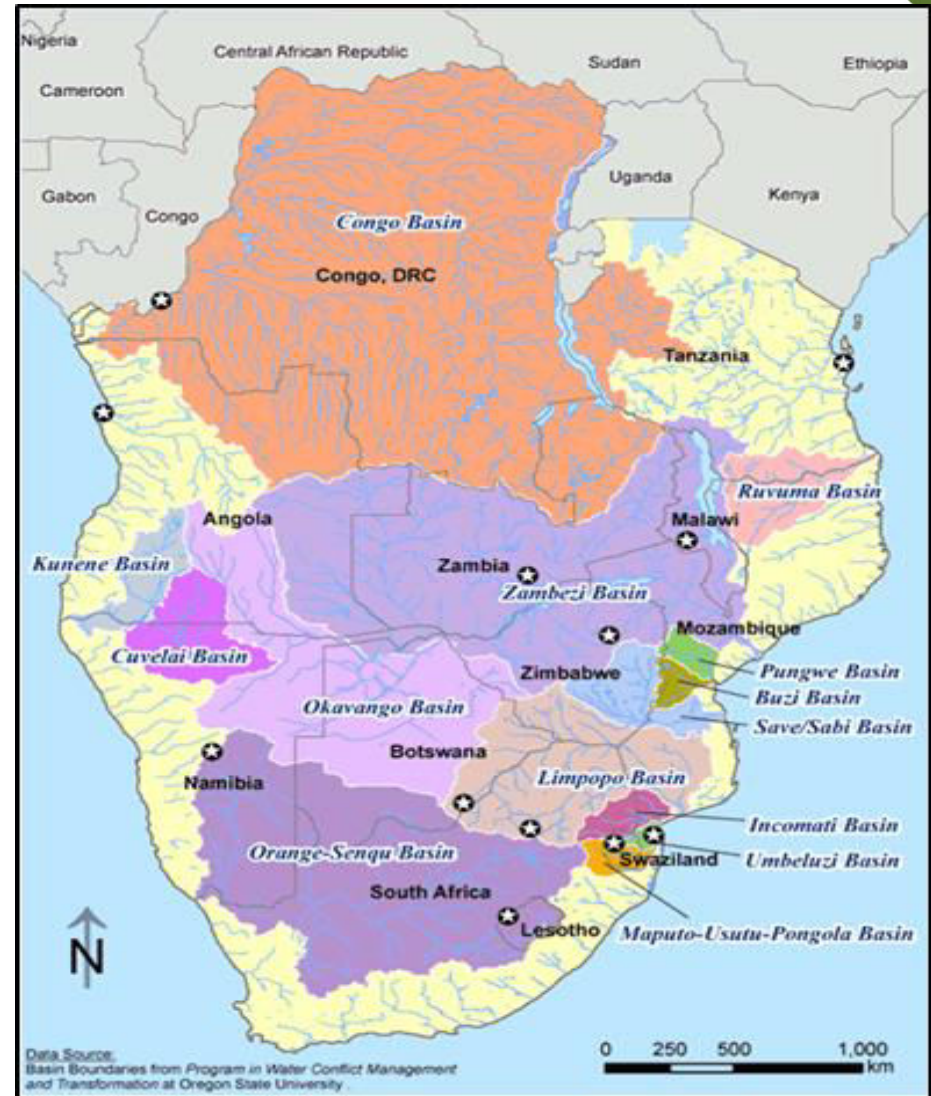 Nigeria
Central African Republic
Sudan
Ethiopia
Cameroon
Uganda
Gabon
Kenya
Congo
Congo Basin
Congo, DRC
Tanzania
Ruvuma Basin
Angola
Malawi
Kunene Basin
Zambia
Zambezi Basin
Mozambique
Cuvelai Basin
Zimbabwe
Pungwe Basin
Buzi Basin
Okavango Basin
Save/Sabi Basin
Botswana
Namibia
Limpopo Basin
Incomati Basin
Orange-Senqu Basin
Swaziland
Umbeluzi Basin
South Africa
Lesotho
Maputo-Usutu-Pongola Basin
N
Data Source:
Basin Boundaries from Program in Water Conflict Management
and Transformation at Oregon State University .
0 250 500 1,000
km